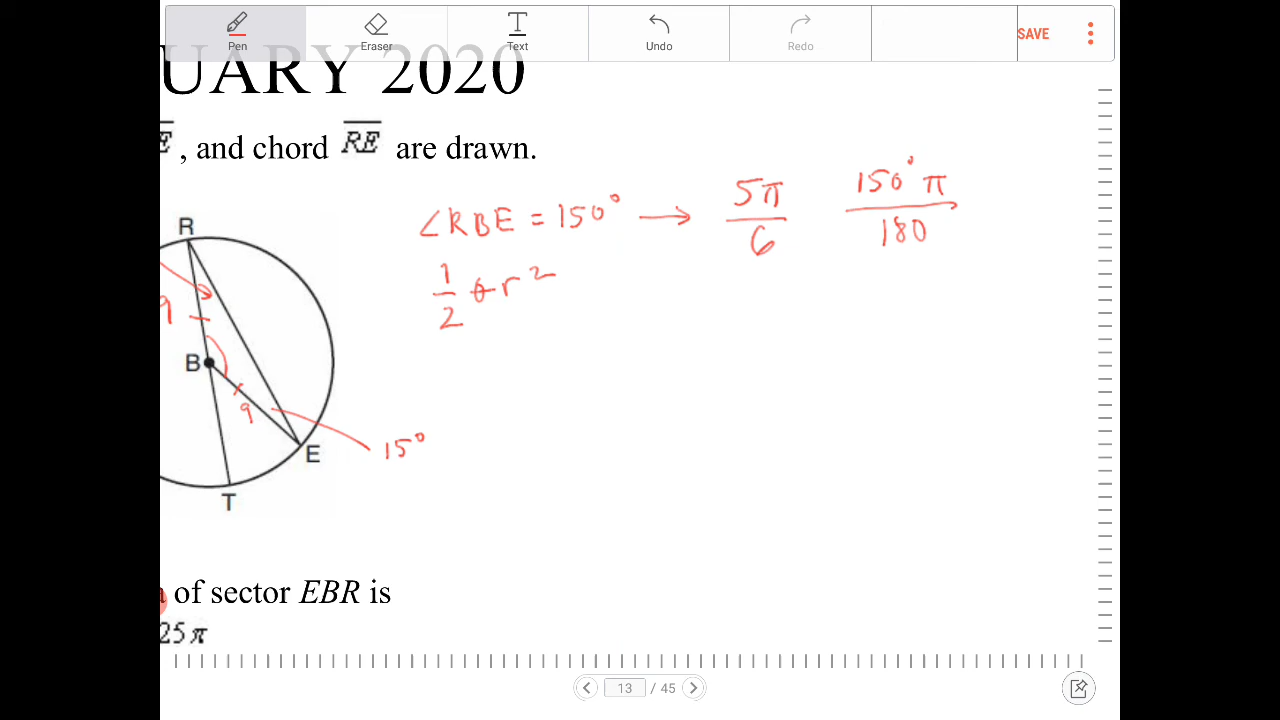 Pen
Eraser
Text
Undo
Redo
SAVE
UARY 2020
E, and chord RE are drawn.
∠RBE = 150° → 5π/6 150°π/180
1/2 θr²
R
9
B
9
15°
E
T
of sector EBR is
25π
13 / 45